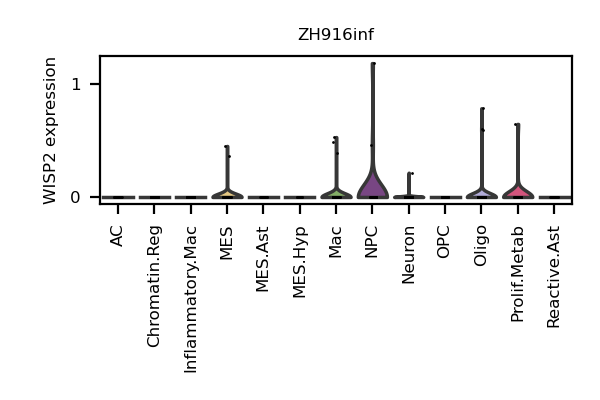 ZH916inf
WISP2 expression
1
0
AC
Chromatin.Reg
Inflammatory.Mac
MES
MES.Ast
MES.Hyp
Mac
NPC
Neuron
OPC
Oligo
Prolif.Metab
Reactive.Ast